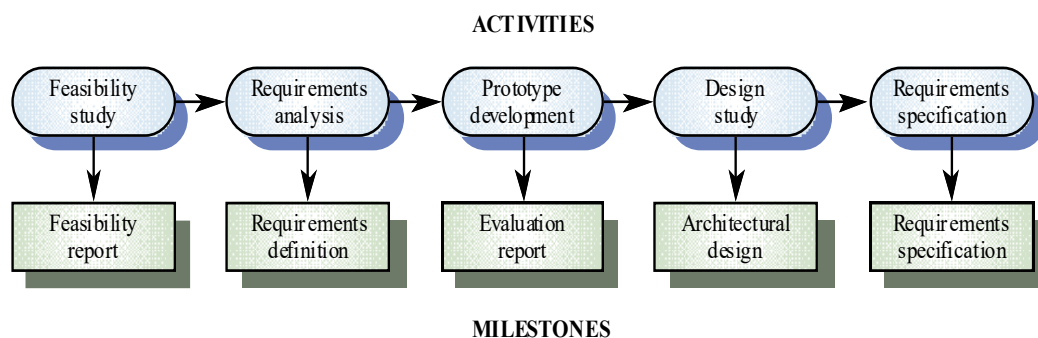 ACTIVITIES
Feasibility
study
Requirements
analysis
Prototype
development
Design
study
Requirements
specification
Feasibility
report
Requirements
definition
Evaluation
report
Architectural
design
Requirements
specification
MILESTONES